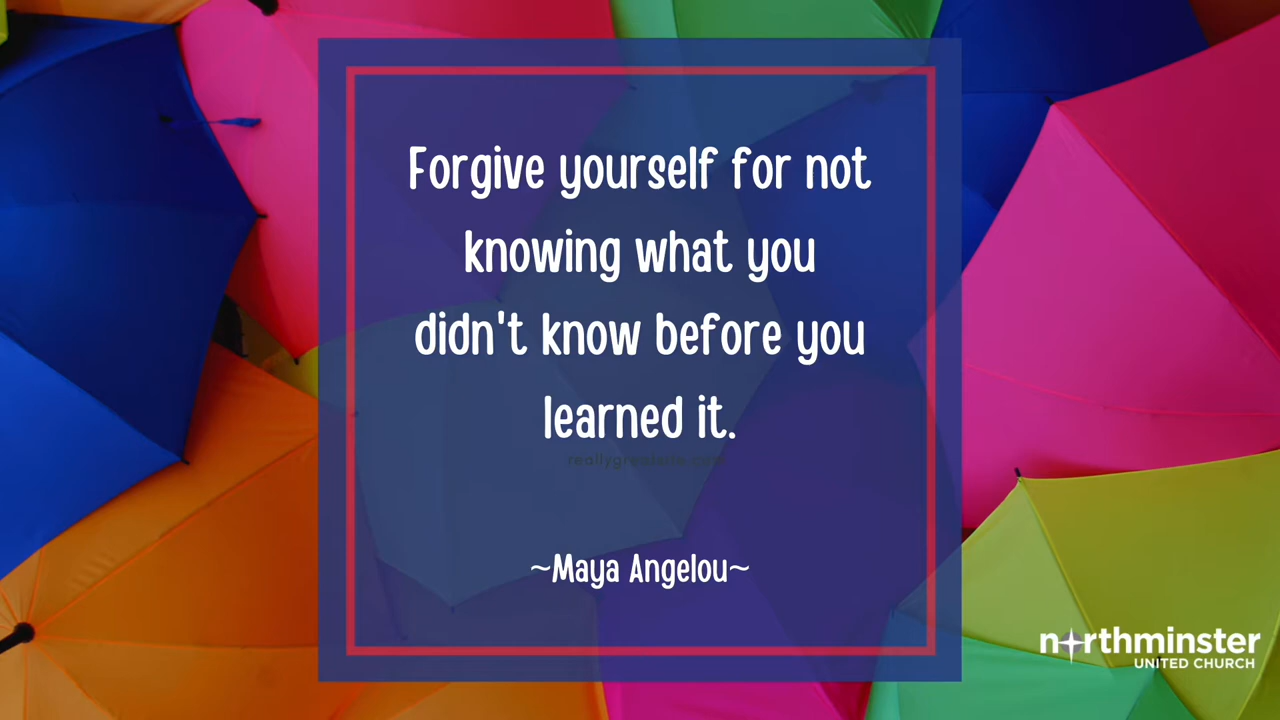 Forgive yourself for not
knowing what you
didn't know before you
learned it.
~Maya Angelou~
northminster
UNITED CHURCH